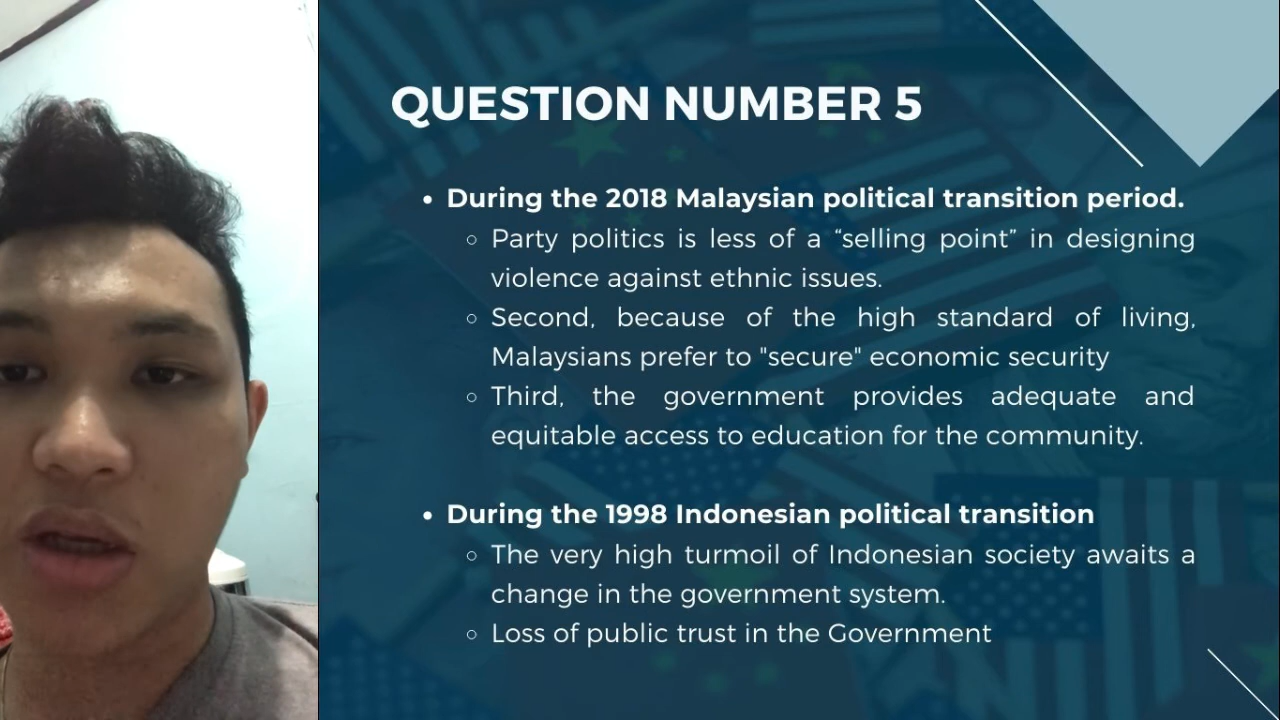 QUESTION NUMBER 5
• During the 2018 Malaysian political transition period.
○ Party politics is less of a “selling point” in designing
violence against ethnic issues.
○ Second, because of the high standard of living,
Malaysians prefer to "secure" economic security
○ Third, the government provides adequate and
equitable access to education for the community.
• During the 1998 Indonesian political transition
○ The very high turmoil of Indonesian society awaits a
change in the government system.
○ Loss of public trust in the Government